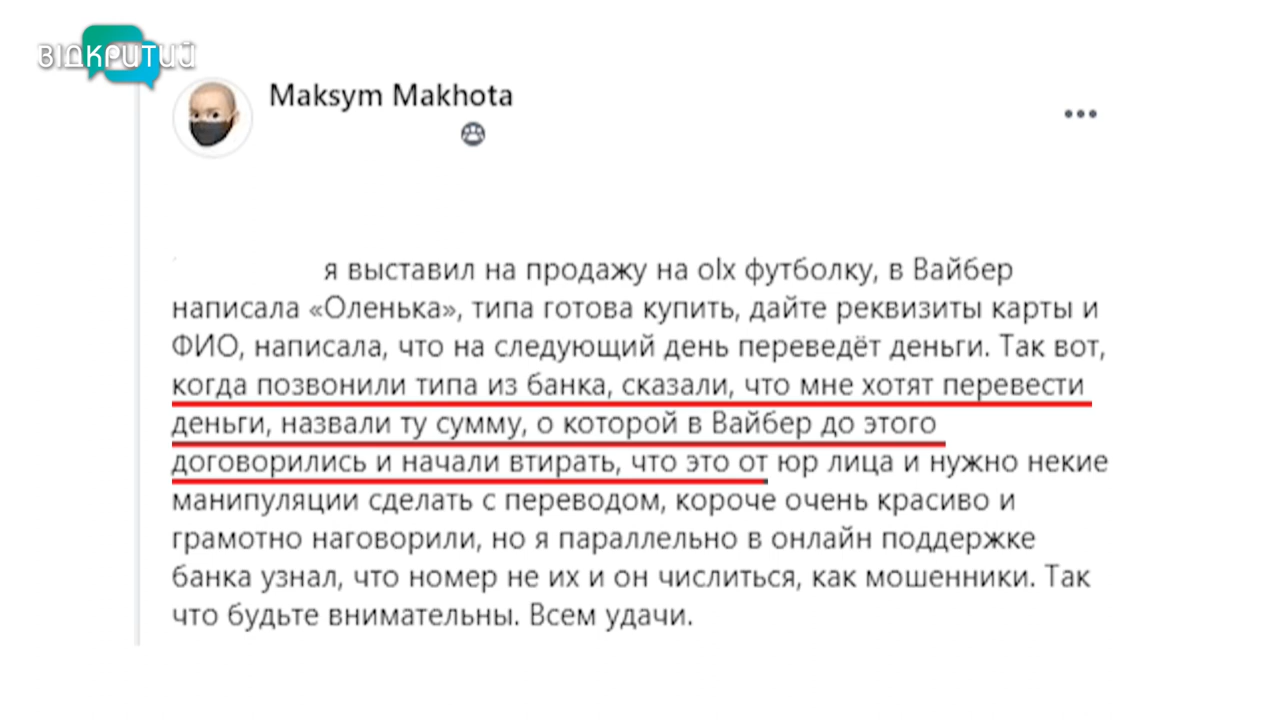 ВІДКРИТИЙ
Maksym Makhota
я выставил на продажу на olx футболку, в Вайбер
написала «Оленька», типа готова купить, дайте реквизиты карты и
ФИО, написала, что на следующий день переведёт деньги. Так вот,
когда позвонили типа из банка, сказали, что мне хотят перевести
деньги, назвали ту сумму, о которой в Вайбер до этого
договорились и начали втирать, что это от юр лица и нужно некие
манипуляции сделать с переводом, короче очень красиво и
грамотно наговорили, но я параллельно в онлайн поддержке
банка узнал, что номер не их и он числиться, как мошенники. Так
что будьте внимательны. Всем удачи.